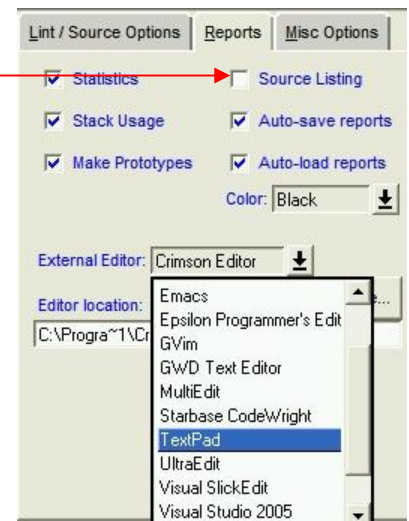 Lint / Source Options Reports Misc Options
Statistics Source Listing
Stack Usage Auto-save reports
Make Prototypes Auto-load reports
Color: Black
External Editor: Crimson Editor
Editor location:
C:\Progra~1\Cr
Emacs
Epsilon Programmer's Edit
GVim
GWD Text Editor
MultiEdit
Starbase CodeWright
TextPad
UltraEdit
Visual SlickEdit
Visual Studio 2005